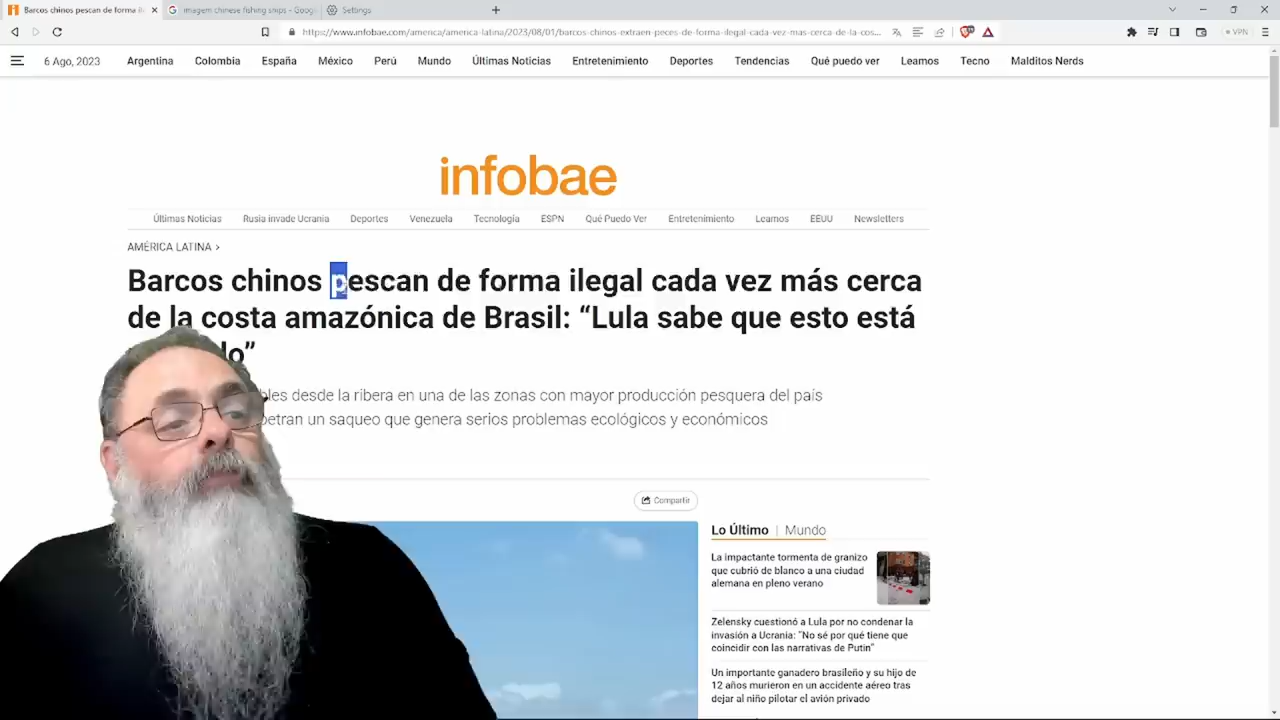 Barcos chinos pescan de forma il
imagem chinese fishing ships - Goog
Settings
https://www.infobae.com/america/america-latina/2023/08/01/barcos-chinos-extraen-peces-de-forma-ilegal-cada-vez-mas-cerca-de-la-cos...
VPN
6 Ago, 2023
Argentina
Colombia
España
México
Perú
Mundo
Últimas Noticias
Entretenimiento
Deportes
Tendencias
Qué puedo ver
Leamos
Tecno
Malditos Nerds
infobae
Últimas Noticias
Rusia invade Ucrania
Deportes
Venezuela
Tecnología
ESPN
Qué Puedo Ver
Entretenimiento
Leamos
EEUU
Newsletters
AMÉRICA LATINA >
Barcos chinos pescan de forma ilegal cada vez más cerca
de la costa amazónica de Brasil: “Lula sabe que esto está
do”
desde la ribera en una de las zonas con mayor producción pesquera del país
un saqueo que genera serios problemas ecológicos y económicos
Compartir
Lo Último | Mundo
La impactante tormenta de granizo
que cubrió de blanco a una ciudad
alemana en pleno verano
Zelensky cuestionó a Lula por no condenar la
invasión a Ucrania: “No sé por qué tiene que
coincidir con las narrativas de Putin”
Un importante ganadero brasileño y su hijo de
12 años murieron en un accidente aéreo tras
dejar al niño pilotar el avión privado